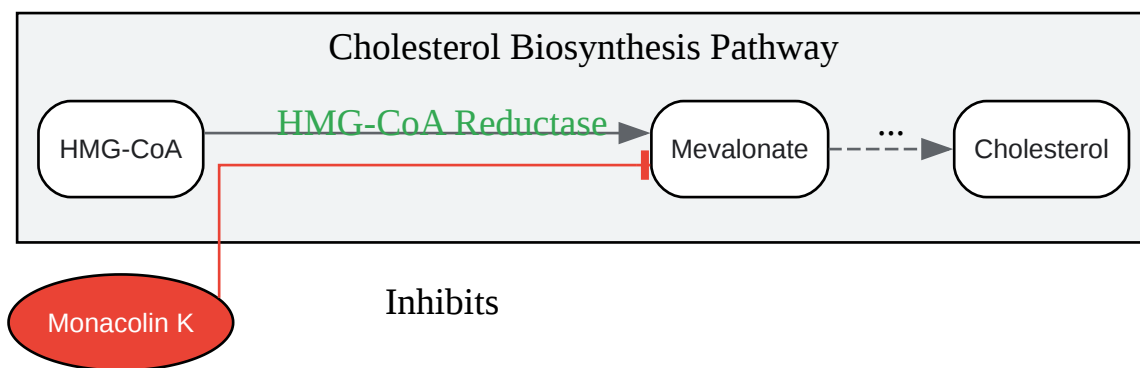 Cholesterol Biosynthesis Pathway
HMG-CoA
HMG-CoA Reductase
Mevalonate
...
Cholesterol
Monacolin K
Inhibits